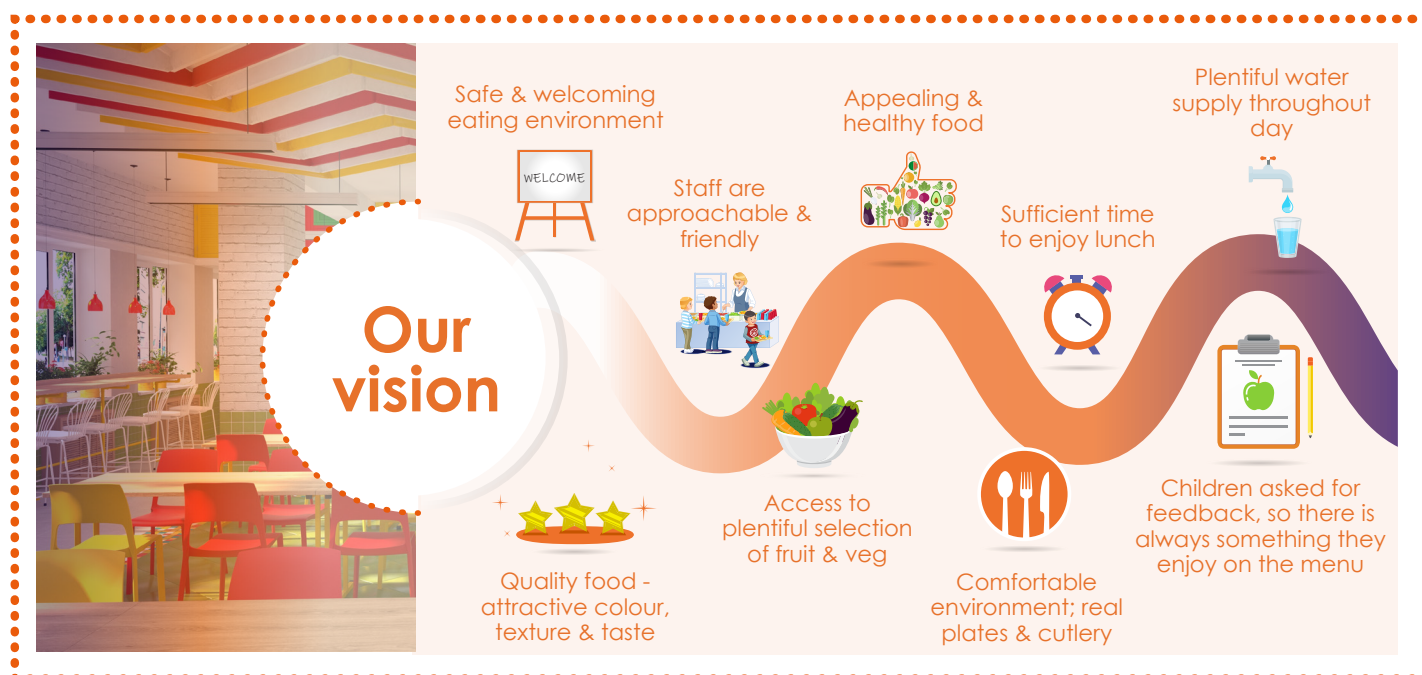 Our
vision
Safe & welcoming
eating environment
WELCOME
Quality food -
attractive colour,
texture & taste
Staff are
approachable &
friendly
Access to
plentiful selection
of fruit & veg
Appealing &
healthy food
Comfortable
environment; real
plates & cutlery
Sufficient time
to enjoy lunch
Plentiful water
supply throughout
day
Children asked for
feedback, so there is
always something they
enjoy on the menu